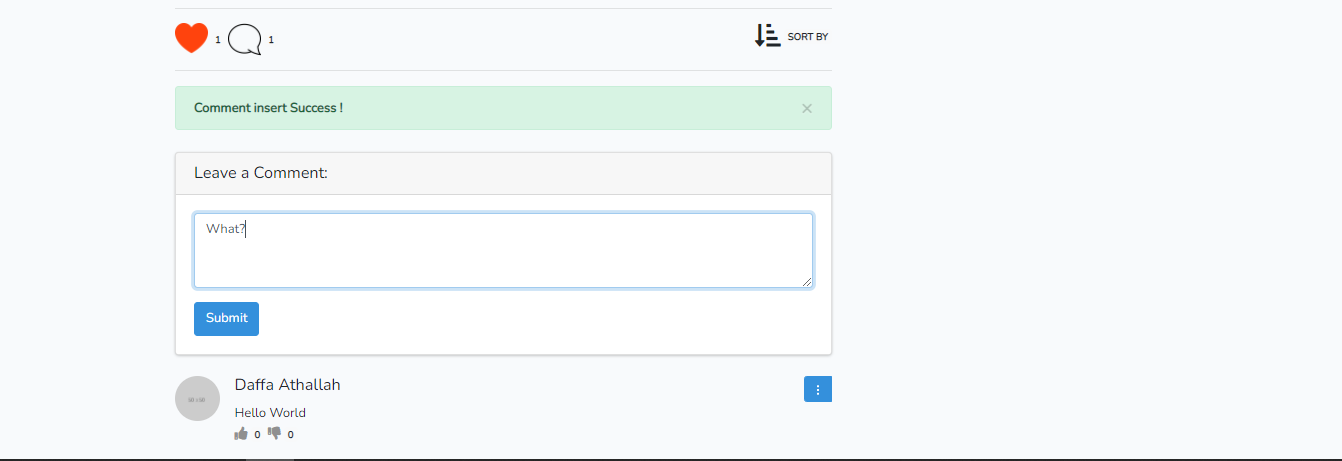 1 1 SORT BY
Comment insert Success ! ×
Leave a Comment:
What?
Submit
Daffa Athallah
50 x 50
Hello World
0 0